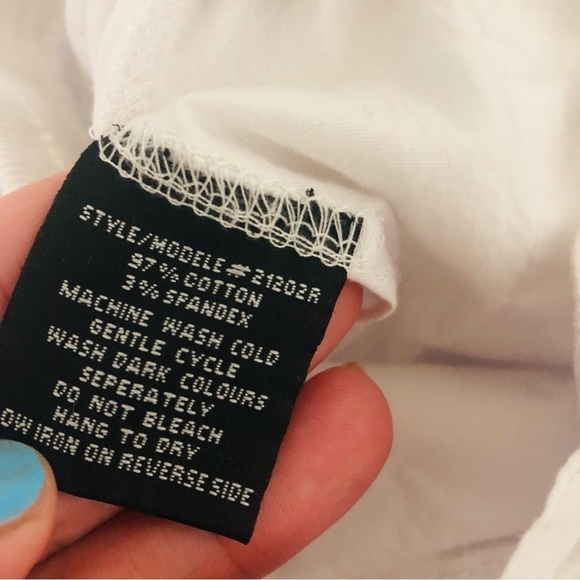 STYLE/MODELE #21202R
97% COTTON
3% SPANDEX
MACHINE WASH COLD
GENTLE CYCLE
WASH DARK COLOURS
SEPERATELY
DO NOT BLEACH
HANG TO DRY
OW IRON ON REVERSE SIDE